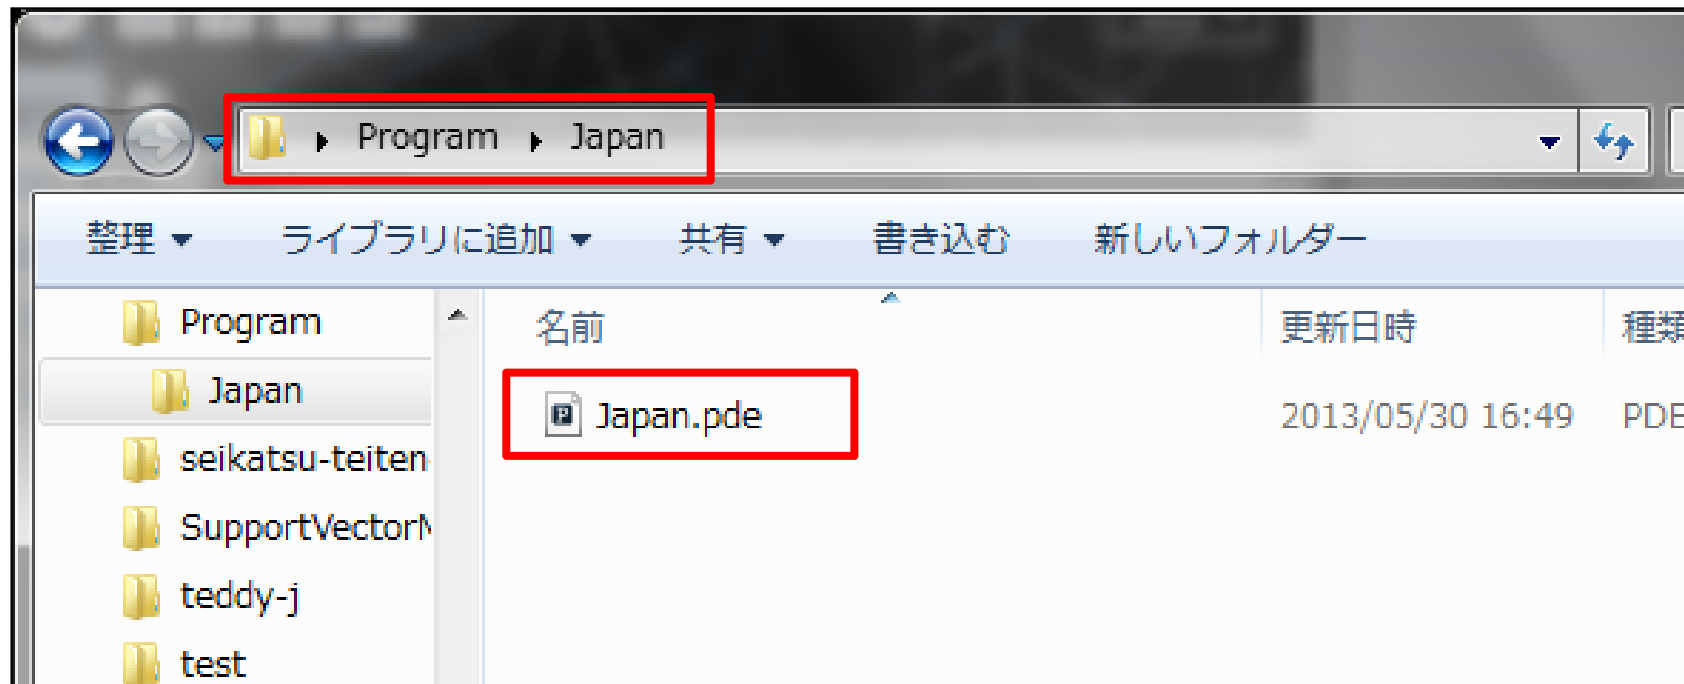 Program Japan
整理 ライブラリに追加 共有 書き込む 新しいフォルダー
Program
Japan
seikatsu-teiten
SupportVector
teddy-j
test
名前 更新日時 種類
Japan.pde 2013/05/30 16:49 PDE